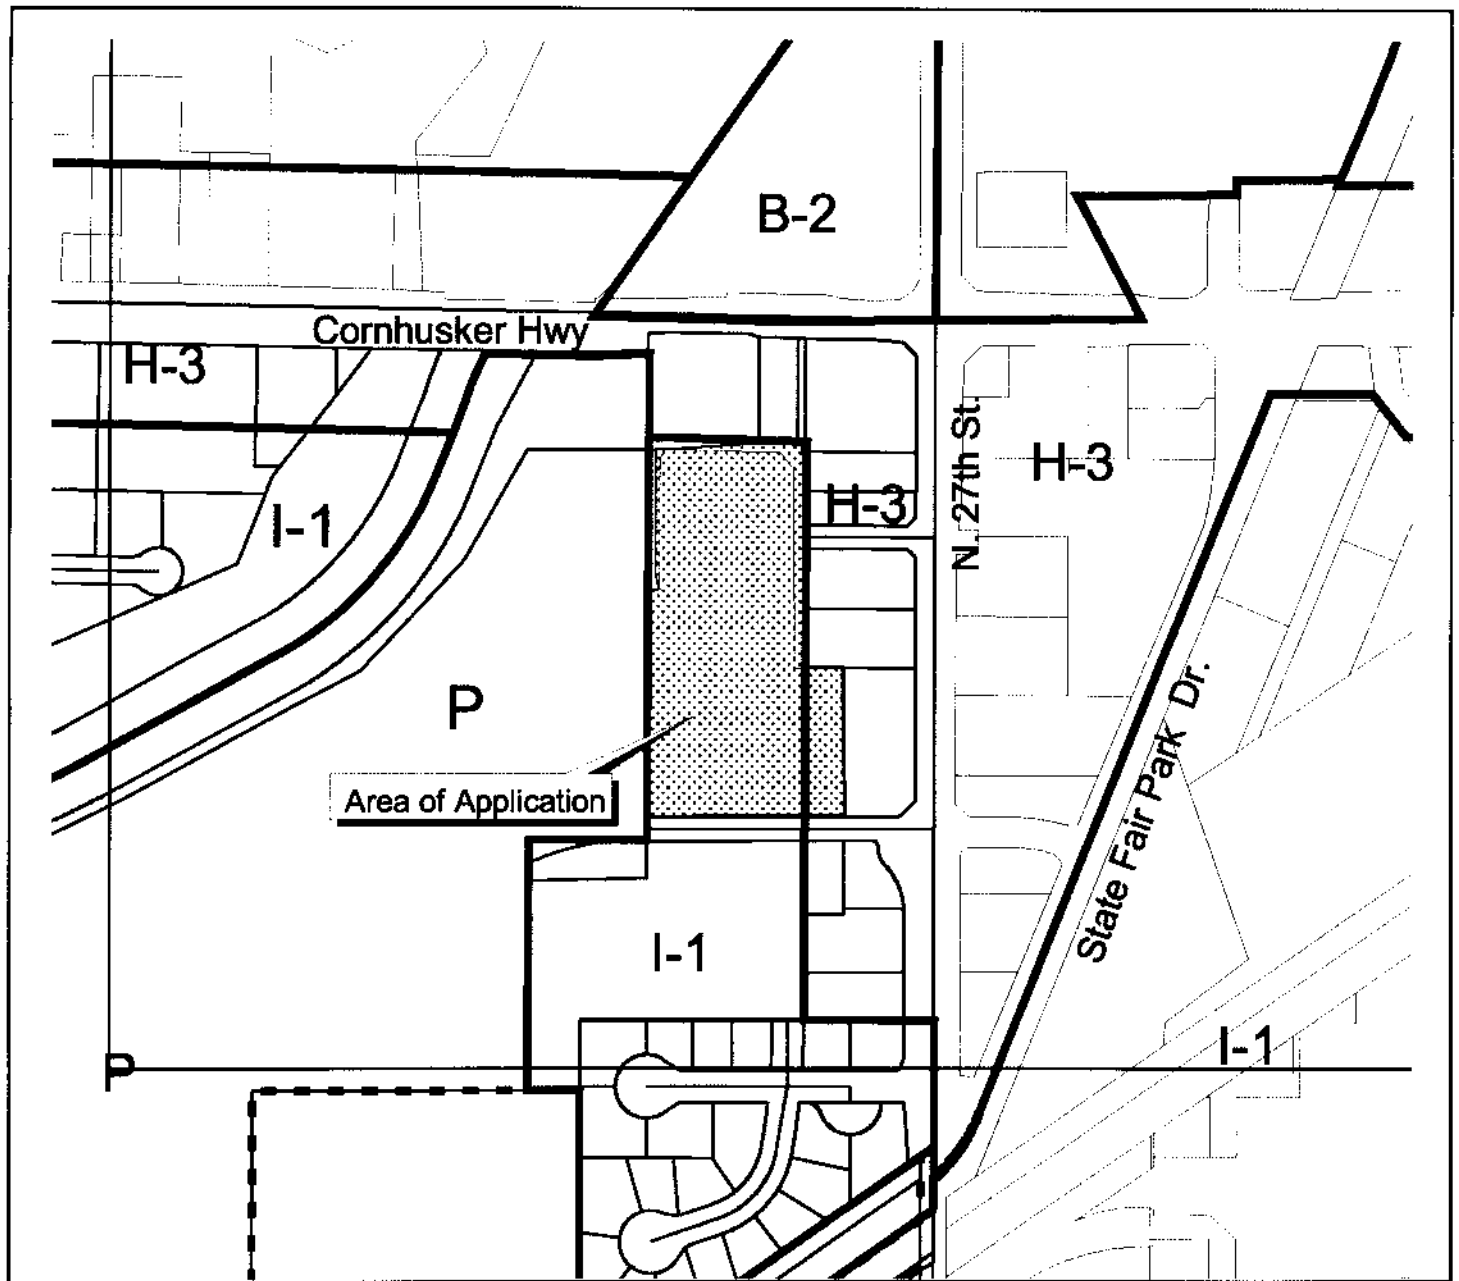 B-2
Cornhusker Hwy
H-3
N. 27th St.
H-3
H-3
I-1
P
State Fair Park Dr.
Area of Application
I-1
I-1
P